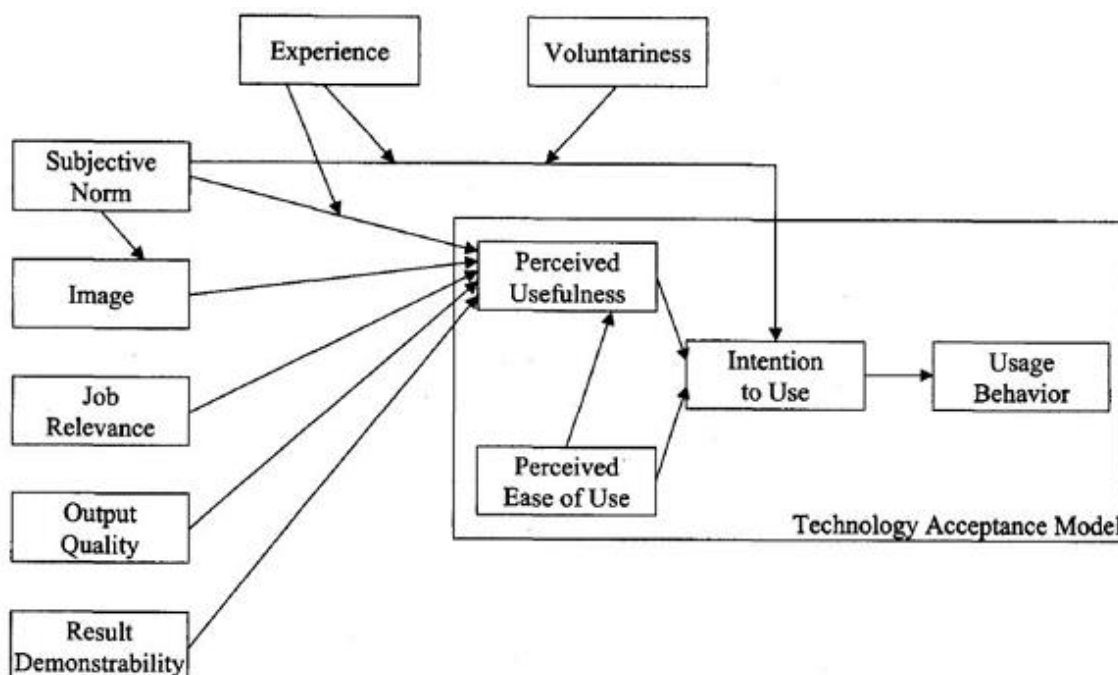 Experience
Voluntariness
Subjective
Norm
Image
Job
Relevance
Output
Quality
Result
Demonstrability
Perceived
Usefulness
Perceived
Ease of Use
Intention
to Use
Usage
Behavior
Technology Acceptance Model